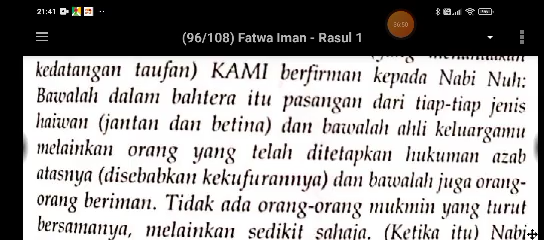 21:41
36:50
(96/108) Fatwa Iman - Rasul 1
kedatangan taufan) KAMI berfirman kepada Nabi Nuh:
Bawalah dalam bahtera itu pasangan dari tiap-tiap jenis
haiwan (jantan dan betina) dan bawalah ahli keluargamu
melainkan orang yang telah ditetapkan hukuman azab
atasnya (disebabkan kekufurannya) dan bawalah juga orang-
orang beriman. Tidak ada orang-orang mukmin yang turut
bersamanya, melainkan sedikit sahaja. (Ketika itu) Nabi